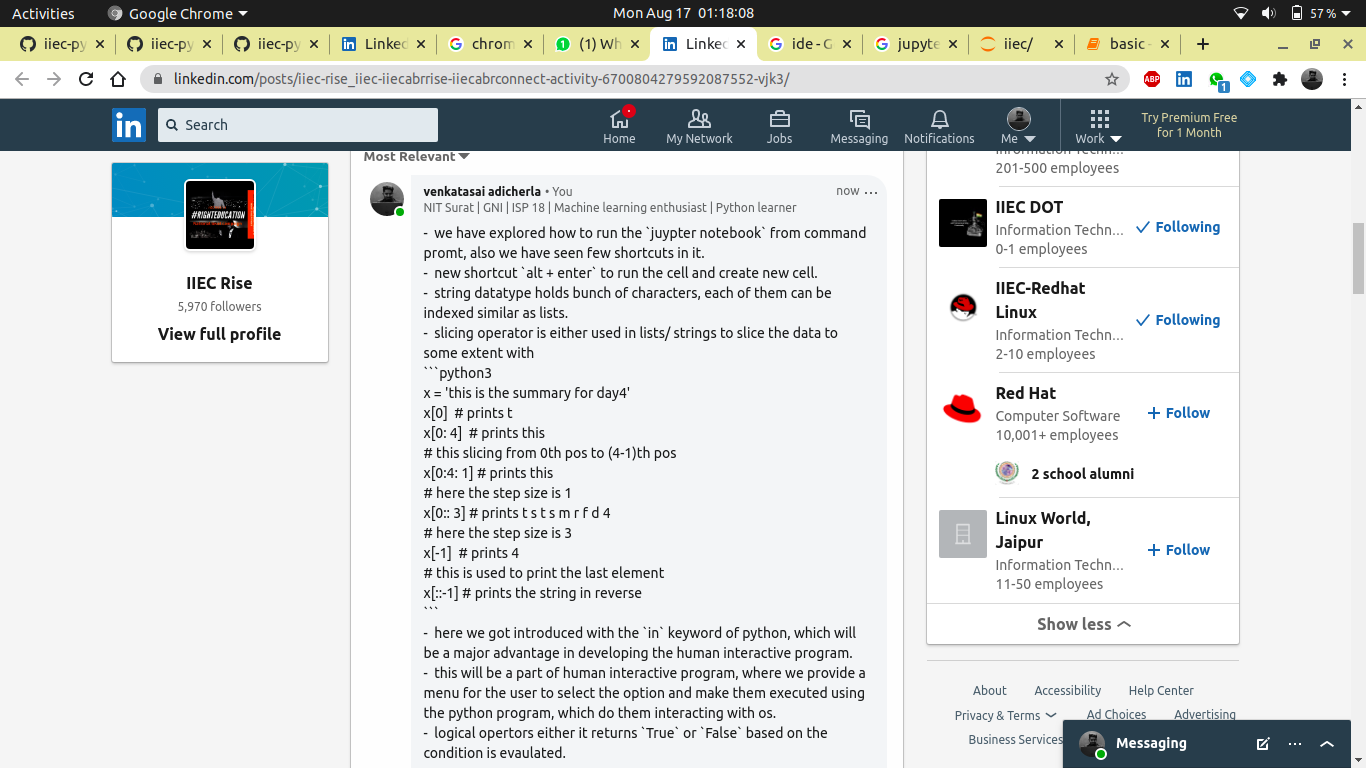 Activities
Google Chrome
Mon Aug 17 01:18:08
57 %
iiec-py
iiec-py
iiec-py
Linked
chrom
(1) Wh
Linked
ide - G
jupyte
iiec/
basic -
linkedin.com/posts/iiec-rise_iiec-iiecabrrise-iiecabrconnect-activity-6700804279592087552-vjk3/
ABP
1
in
Search
Home
My Network
Jobs
Messaging
Notifications
Me
Work
Try Premium Free
for 1 Month
#RIGHTEDUCATION
IIEC Rise
5,970 followers
View full profile
Most Relevant
venkatasai adicherla • You
now
NIT Surat | GNI | ISP 18 | Machine learning enthusiast | Python learner
- we have explored how to run the `juypter notebook` from command
promt, also we have seen few shortcuts in it.
- new shortcut `alt + enter` to run the cell and create new cell.
- string datatype holds bunch of characters, each of them can be
indexed similar as lists.
- slicing operator is either used in lists/ strings to slice the data to
some extent with
```python3
x = 'this is the summary for day4'
x[0] # prints t
x[0: 4] # prints this
# this slicing from 0th pos to (4-1)th pos
x[0:4: 1] # prints this
# here the step size is 1
x[0:: 3] # prints t s t s m r f d 4
# here the step size is 3
x[-1] # prints 4
# this is used to print the last element
x[::-1] # prints the string in reverse
```
- here we got introduced with the `in` keyword of python, which will
be a major advantage in developing the human interactive program.
- this will be a part of human interactive program, where we provide a
menu for the user to select the option and make them executed using
the python program, which do them interacting with os.
- logical opertors either it returns `True` or `False` based on the
condition is evaulated.
Information Techn...
201-500 employees
IIEC DOT
Information Techn...
0-1 employees
Following
IIEC-Redhat
Linux
Information Techn...
2-10 employees
Following
Red Hat
Computer Software
10,001+ employees
Follow
2 school alumni
Linux World,
Jaipur
Information Techn...
11-50 employees
Follow
Show less
About
Accessibility
Help Center
Privacy & Terms
Ad Choices
Advertising
Business Services
Messaging